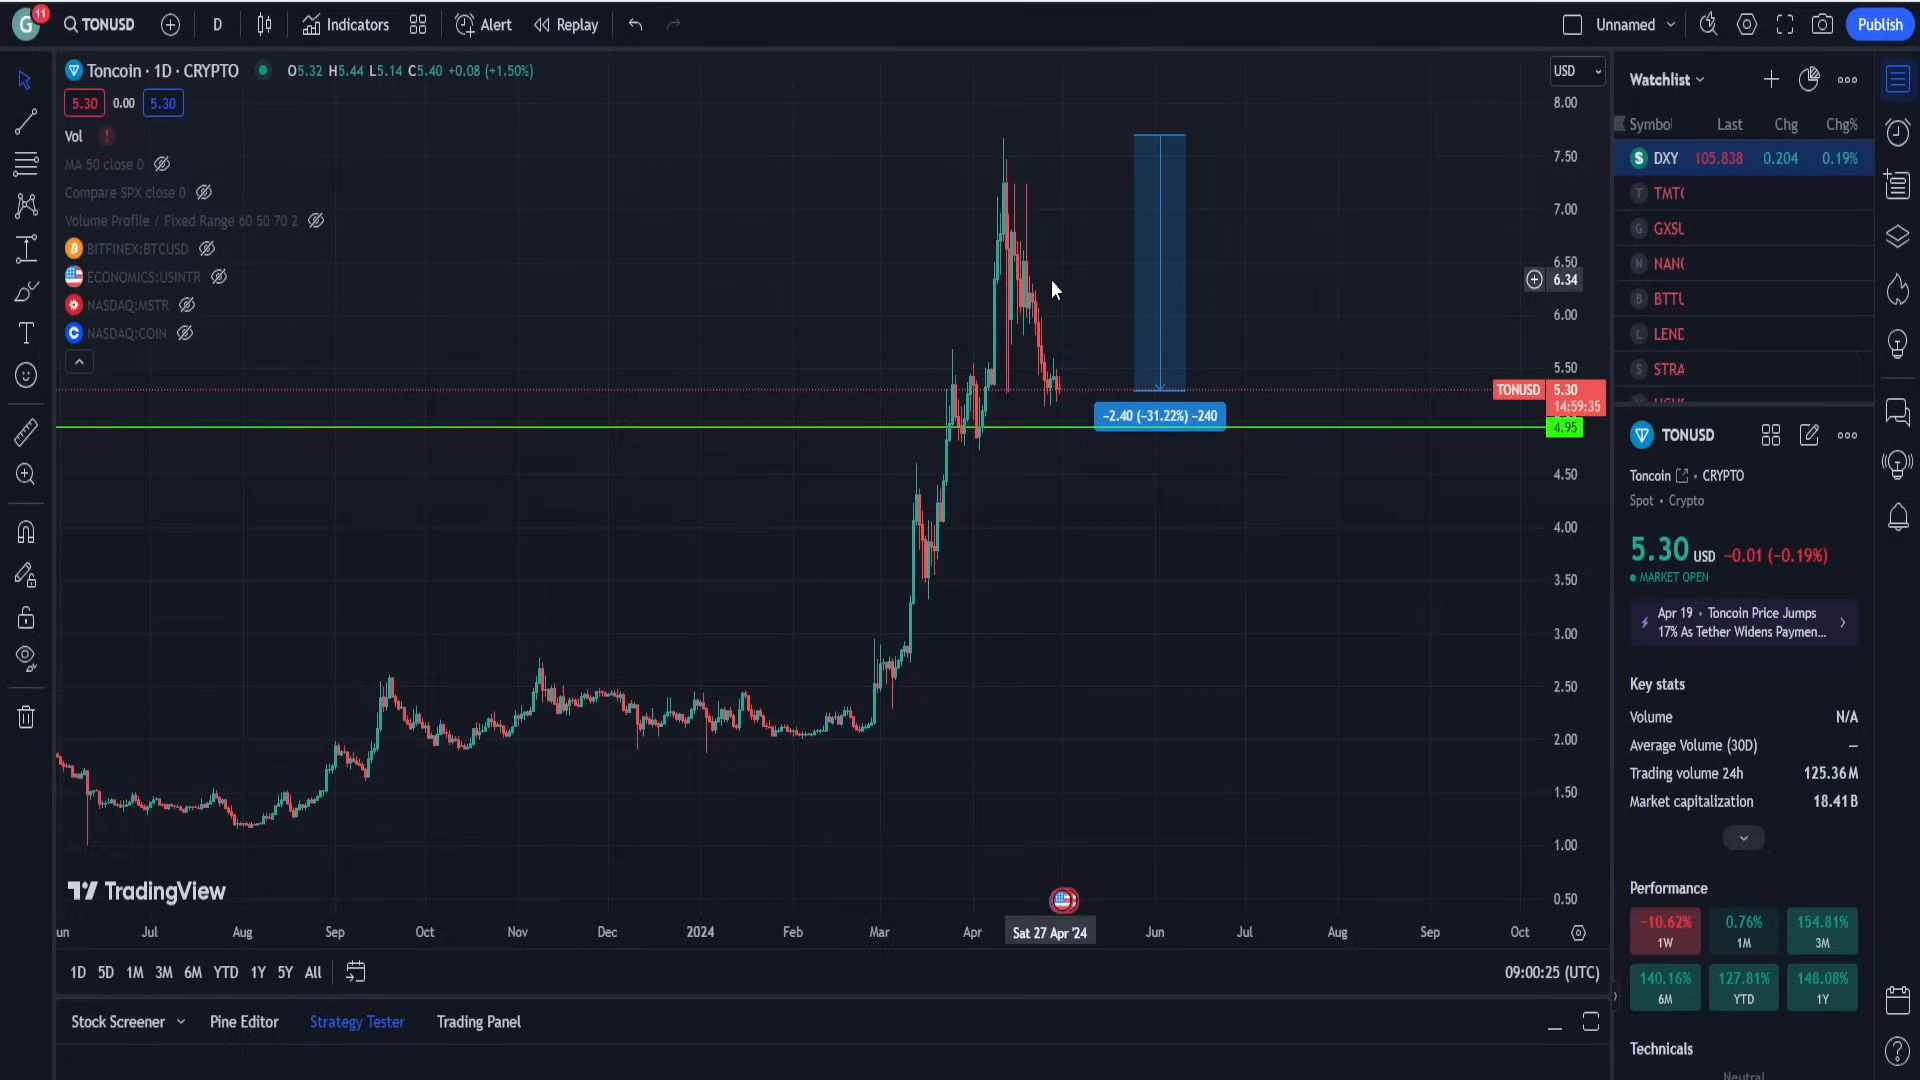 G 11 TONUSD D Indicators Alert Replay Unnamed Publish
Toncoin · 1D · CRYPTO O5.32 H5.44 L5.14 C5.40 +0.08 (+1.50%)
5.30 0.00 5.30
Vol !
MA 50 close 0
Compare SPX close 0
Volume Profile / Fixed Range 60 50 70 2
BITFINEX:BTCUSD
ECONOMICS:USINTR
NASDAQ:MSTR
C NASDAQ:COIN
USD
8.00
7.50
7.00
6.50
6.34
6.00
5.50
TONUSD 5.30
14:59:35
4.95
4.50
4.00
3.50
3.00
2.50
2.00
1.50
1.00
0.50
−2.40 (−31.22%) −240
TradingView
un Jul Aug Sep Oct Nov Dec 2024 Feb Mar Apr Sat 27 Apr '24 Jun Jul Aug Sep Oct
1D 5D 1M 3M 6M YTD 1Y 5Y All 09:00:25 (UTC)
Stock Screener Pine Editor Strategy Tester Trading Panel
Watchlist
Symbol Last Chg Chg%
S DXY 105.838 0.204 0.19%
T TMTC
G GXSU
N NANC
B BTTU
L LEND
S STRA
TONUSD
Toncoin • CRYPTO
Spot • Crypto
5.30 USD −0.01 (−0.19%)
MARKET OPEN
Apr 19 • Toncoin Price Jumps
17% As Tether Widens Paymen...
Key stats
Volume N/A
Average Volume (30D) —
Trading volume 24h 125.36M
Market capitalization 18.41B
Performance
−10.62% 0.76% 154.81%
1W 1M 3M
140.16% 127.81% 148.08%
6M YTD 1Y
Technicals
Neutral